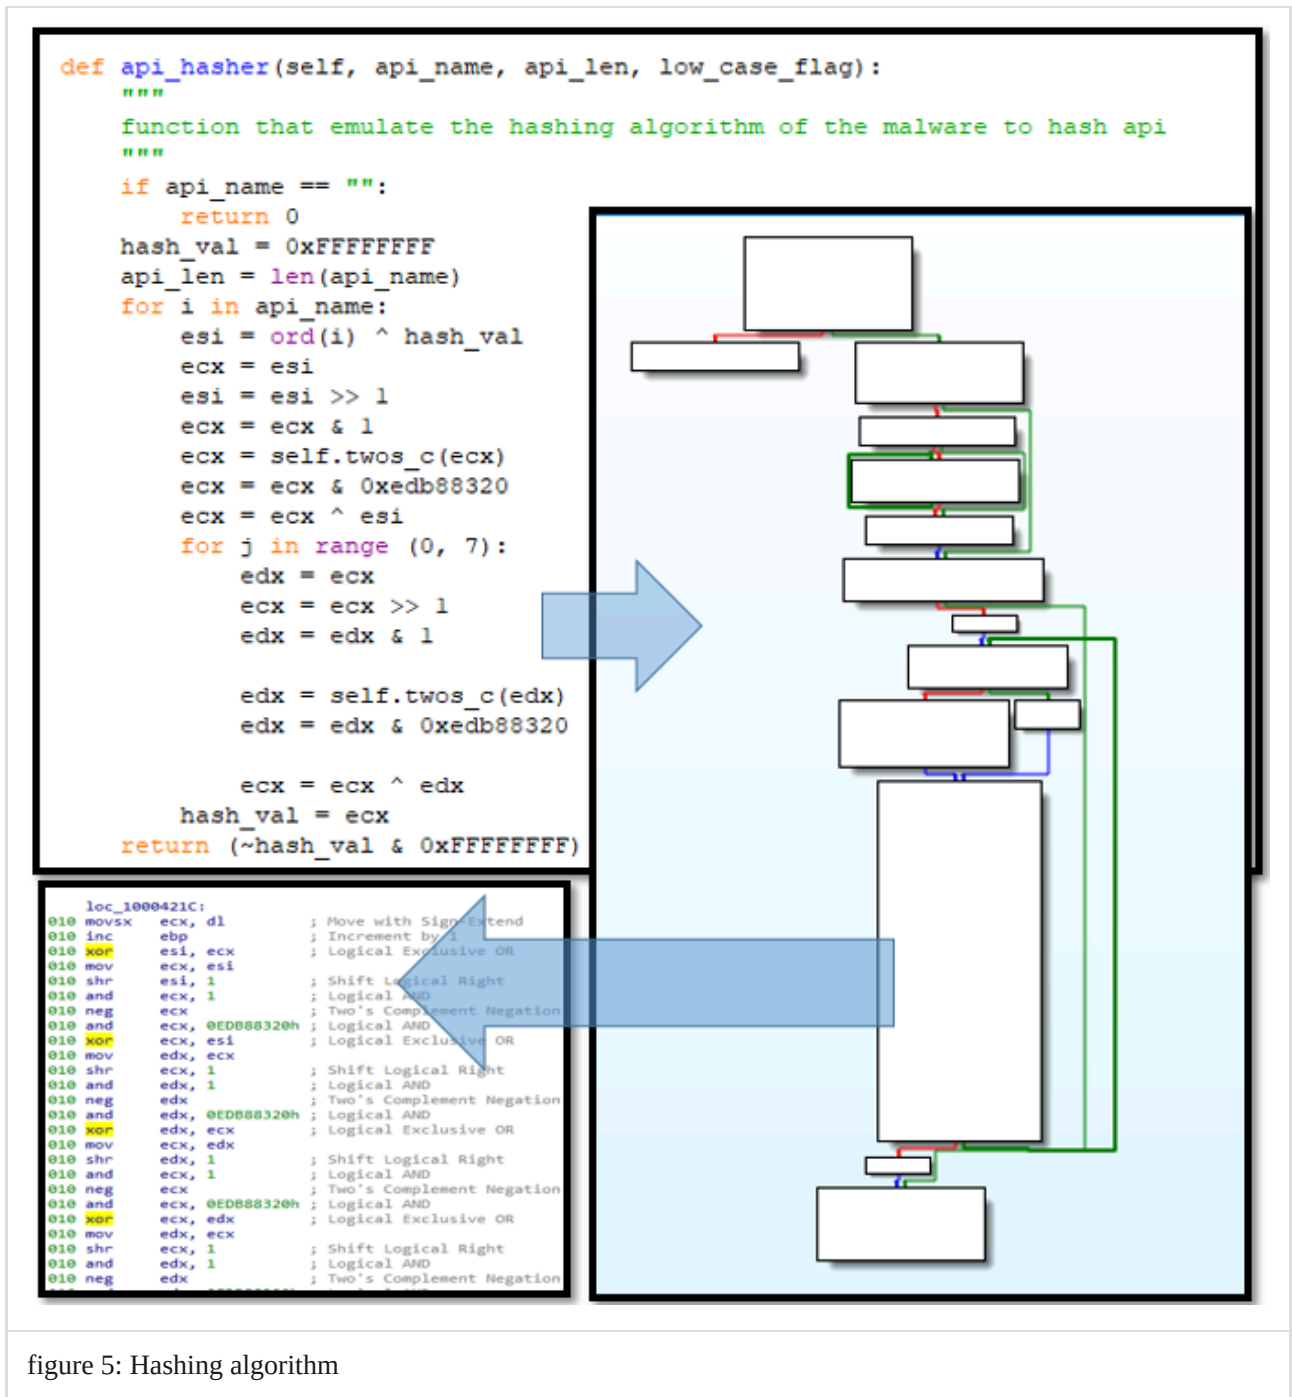 def api_hasher(self, api_name, api_len, low_case_flag):
"""
function that emulate the hashing algorithm of the malware to hash api
"""
if api_name == "":
return 0
hash_val = 0xFFFFFFFF
api_len = len(api_name)
for i in api_name:
esi = ord(i) ^ hash_val
ecx = esi
esi = esi >> 1
ecx = ecx & 1
ecx = self.twos_c(ecx)
ecx = ecx & 0xedb88320
ecx = ecx ^ esi
for j in range (0, 7):
edx = ecx
ecx = ecx >> 1
edx = edx & 1
edx = self.twos_c(edx)
edx = edx & 0xedb88320
ecx = ecx ^ edx
hash_val = ecx
return (~hash_val & 0xFFFFFFFF)
loc_1000421C:
010 movsx ecx, dl ; Move with Sign-Extend
010 inc ebp ; Increment by 1
010 xor esi, ecx ; Logical Exclusive OR
010 mov ecx, esi
010 shr esi, 1 ; Shift Logical Right
010 and ecx, 1 ; Logical AND
010 neg ecx ; Two's Complement Negation
010 and ecx, 0EDB88320h ; Logical AND
010 xor ecx, esi ; Logical Exclusive OR
010 mov edx, ecx
010 shr ecx, 1 ; Shift Logical Right
010 and edx, 1 ; Logical AND
010 neg edx ; Two's Complement Negation
010 and edx, 0EDB88320h ; Logical AND
010 xor edx, ecx ; Logical Exclusive OR
010 mov ecx, edx
010 shr edx, 1 ; Shift Logical Right
010 and ecx, 1 ; Logical AND
010 neg ecx ; Two's Complement Negation
010 and ecx, 0EDB88320h ; Logical AND
010 xor ecx, edx ; Logical Exclusive OR
010 mov edx, ecx
010 shr ecx, 1 ; Shift Logical Right
010 and edx, 1 ; Logical AND
010 neg edx ; Two's Complement Negation
figure 5: Hashing algorithm